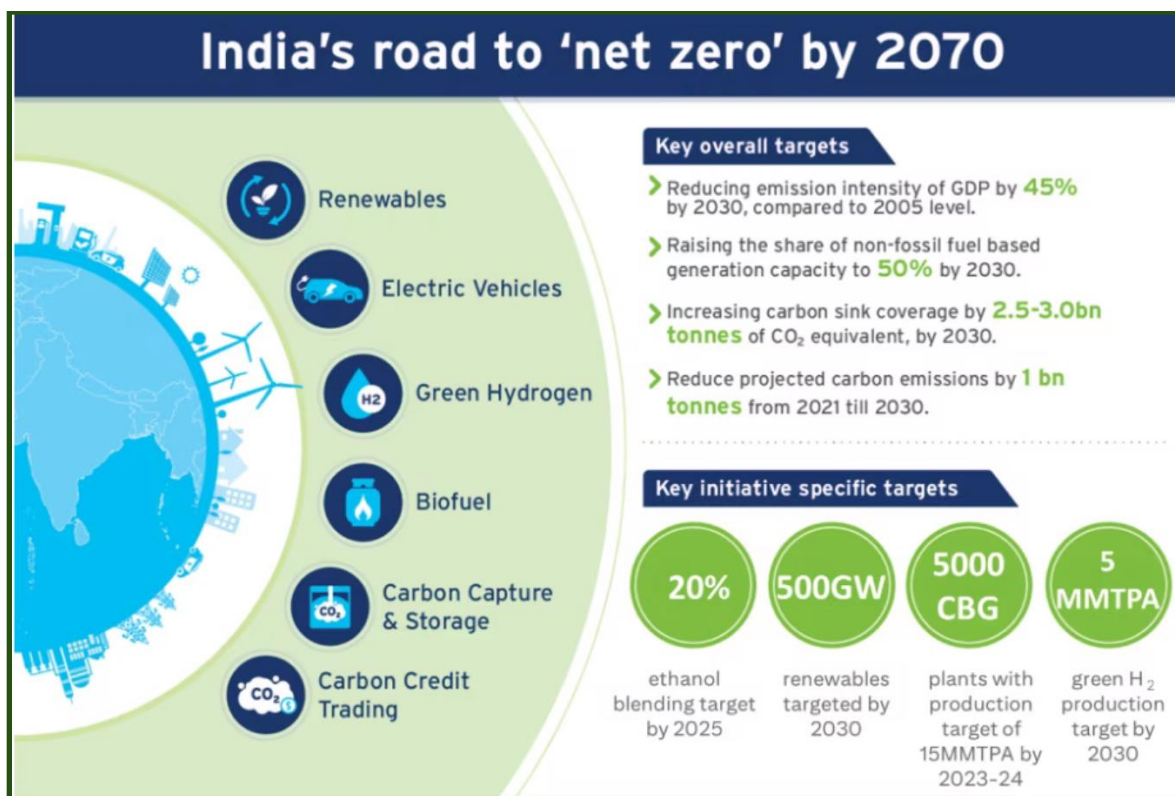 India's road to 'net zero' by 2070
Renewables
Electric Vehicles
H2
Green Hydrogen
Biofuel
CO₂
Carbon Capture
& Storage
CO₂
$
Carbon Credit
Trading
Key overall targets
Reducing emission intensity of GDP by 45%
by 2030, compared to 2005 level.
Raising the share of non-fossil fuel based
generation capacity to 50% by 2030.
Increasing carbon sink coverage by 2.5-3.0bn
tonnes of CO₂ equivalent, by 2030.
Reduce projected carbon emissions by 1 bn
tonnes from 2021 till 2030.
Key initiative specific targets
20%
ethanol
blending target
by 2025
500GW
renewables
targeted by
2030
5000
CBG
plants with
production
target of
15MMTPA by
2023-24
5
MMTPA
green H₂
production
target by
2030